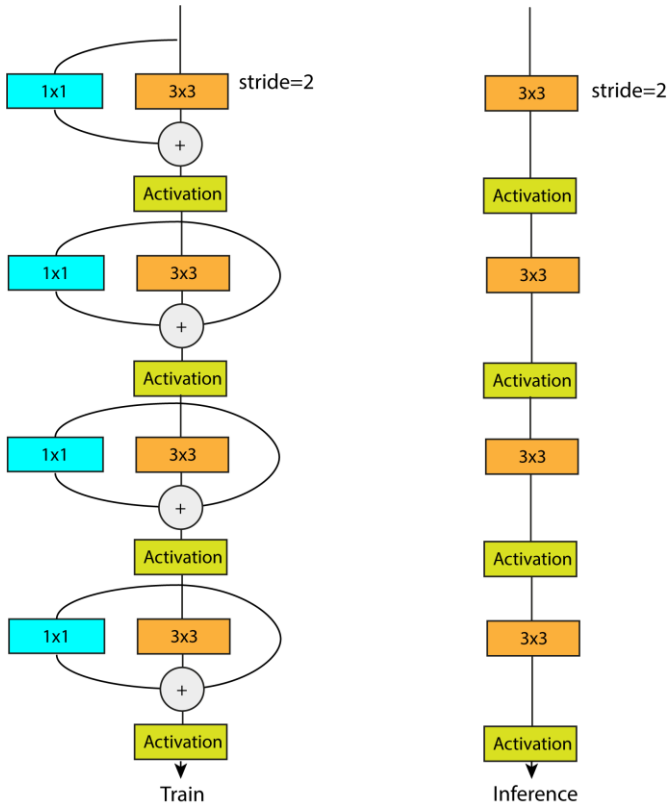 1x1
3x3
stride=2
+
Activation
1x1
3x3
+
Activation
1x1
3x3
+
Activation
1x1
3x3
+
Activation
Train
3x3
stride=2
Activation
3x3
Activation
3x3
Activation
3x3
Activation
Inference